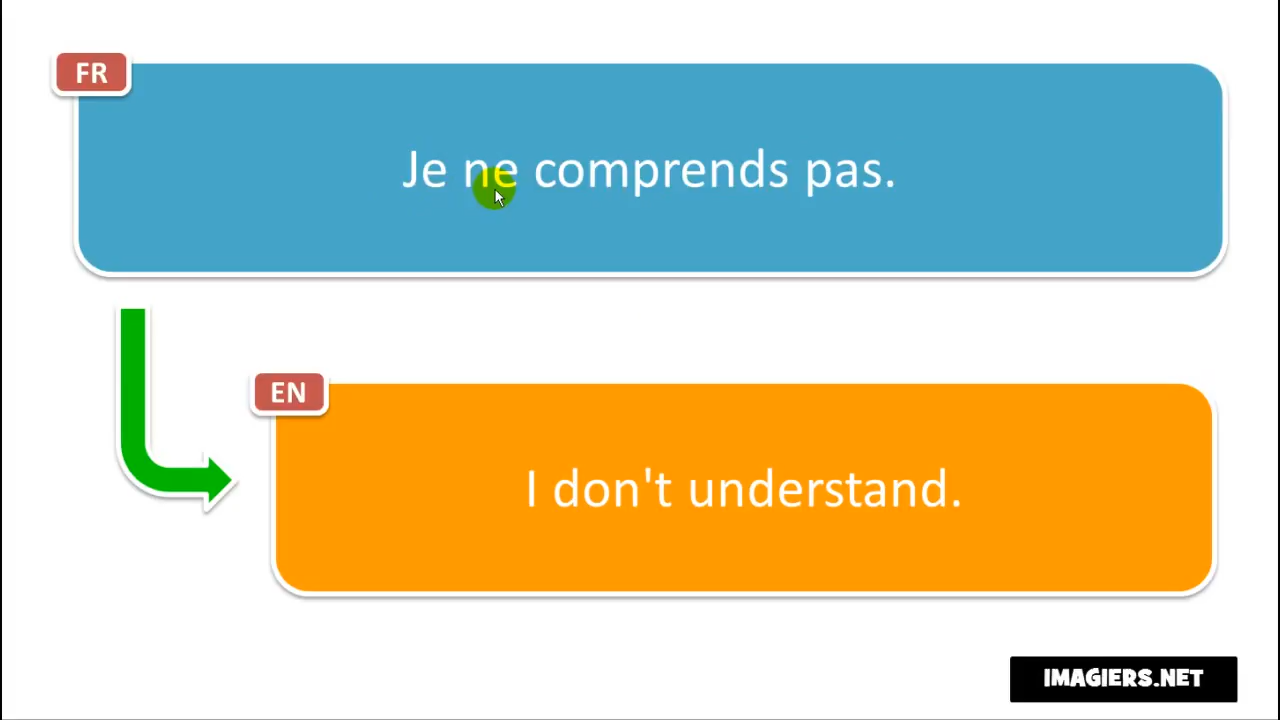 FR
Je ne comprends pas.
EN
I don't understand.
IMAGIERS.NET